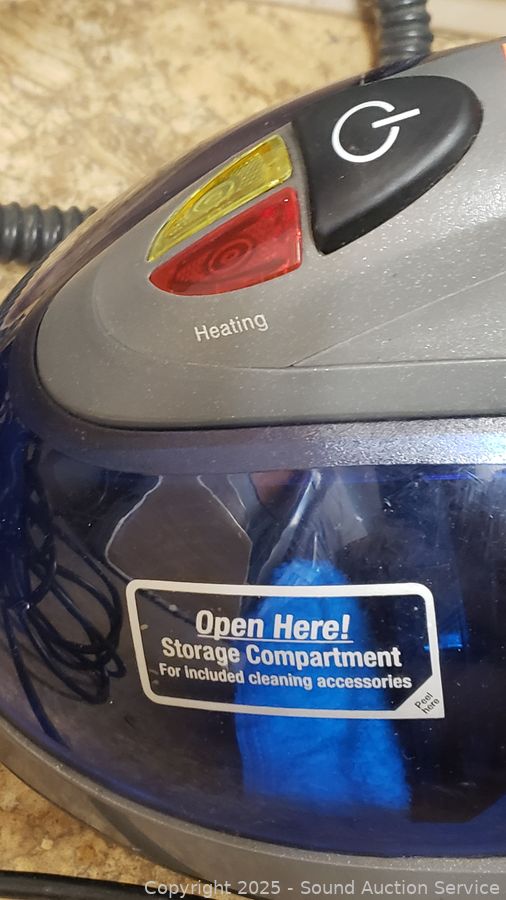 Heating
Open Here!
Storage Compartment
For included cleaning accessories
Peel
here
Copyright 2025 - Sound Auction Service